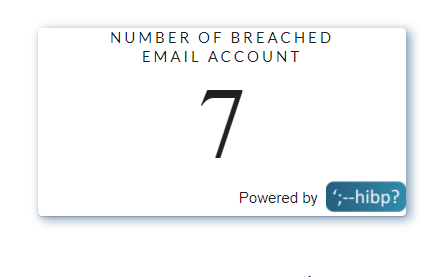 NUMBER OF BREACHED
EMAIL ACCOUNT
7
Powered by ‘;--hibp?